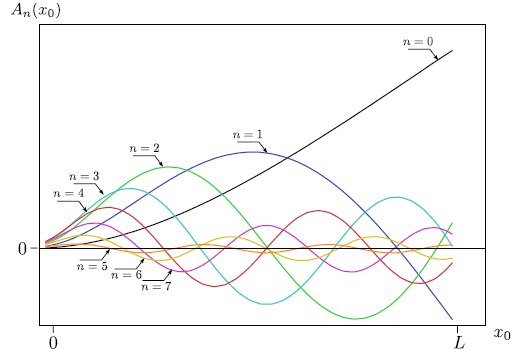 A_n(x_0)
n = 0
n = 1
n = 2
n = 3
n = 4
0
n = 5
n = 6
n = 7
0
L
x_0